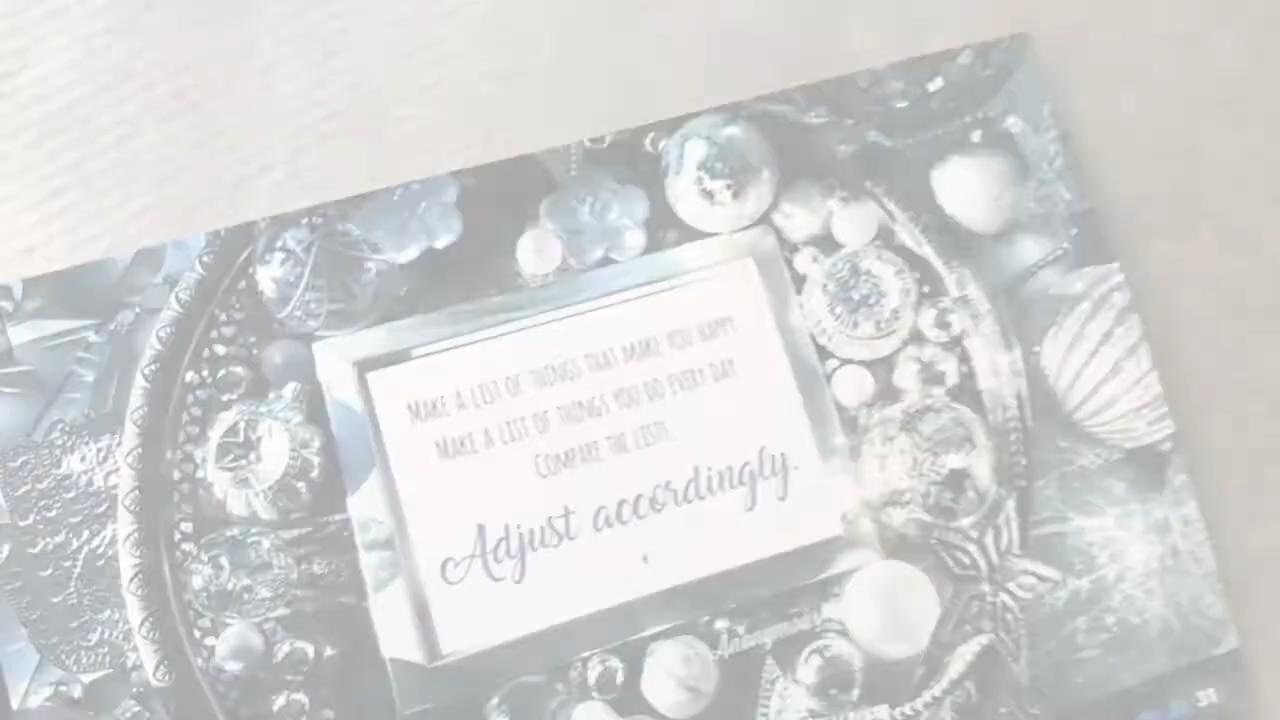 MAKE A LIST OF THINGS THAT MAKE YOU HAPPY
MAKE A LIST OF THINGS YOU DO EVERY DAY
COMPARE THE LISTS.
Adjust accordingly.
Anonymous
31